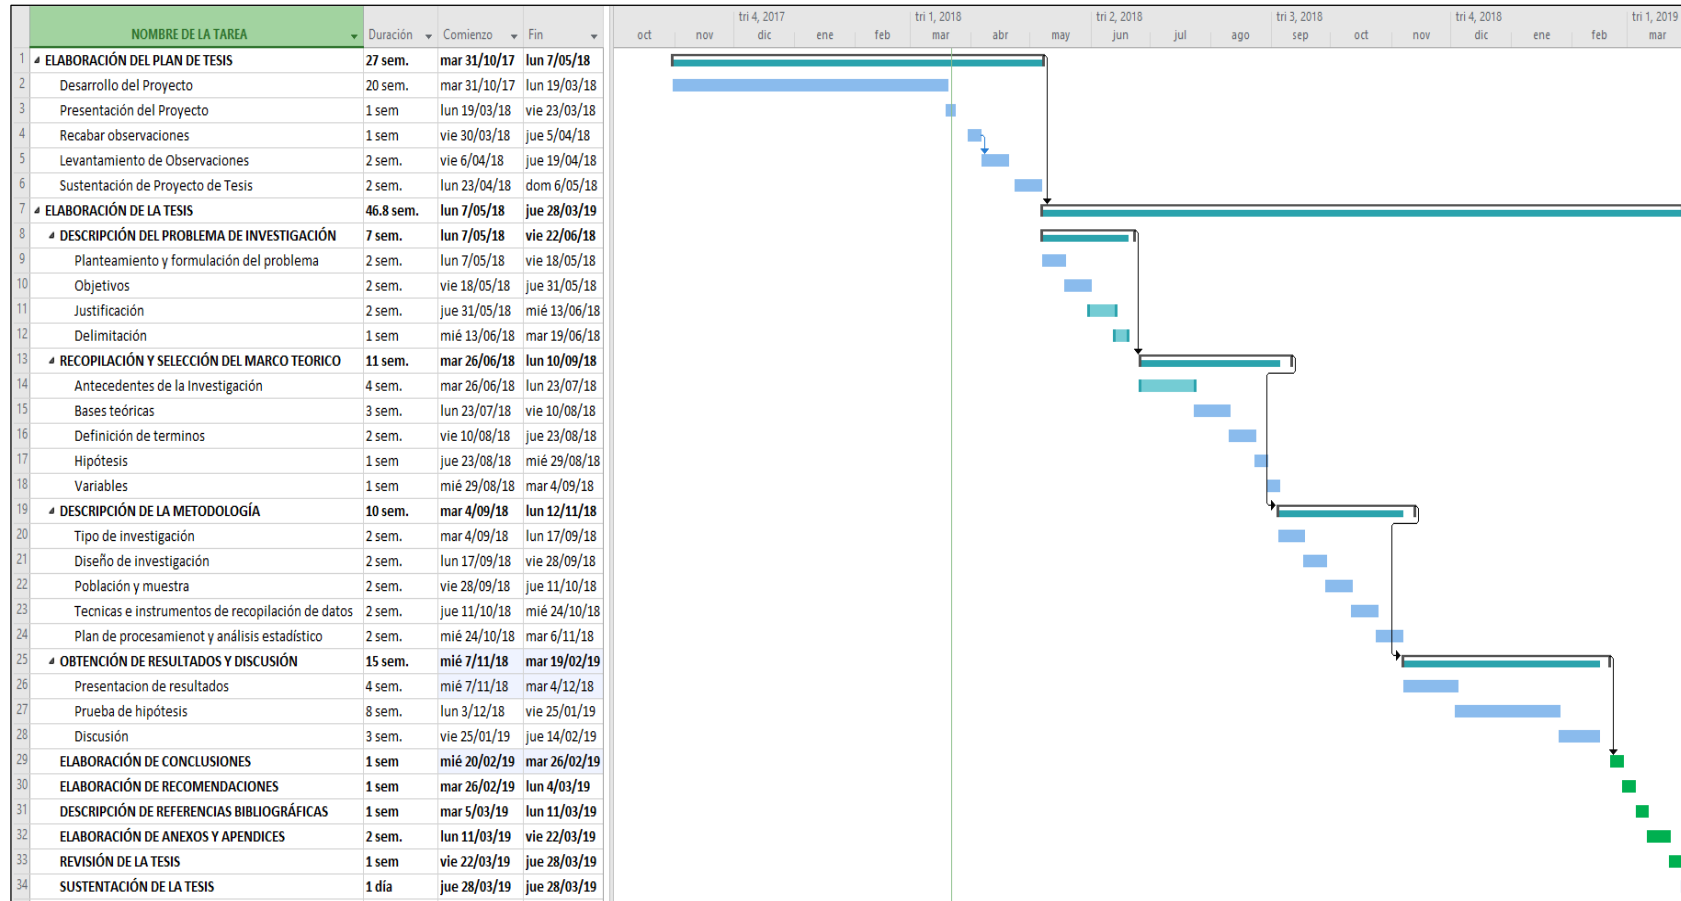 tri 4, 2017 tri 1, 2018 tri 2, 2018 tri 3, 2018 tri 4, 2018 tri 1, 2019
NOMBRE DE LA TAREA Duración Comienzo Fin oct nov dic ene feb mar abr may jun jul ago sep oct nov dic ene feb mar
1 ELABORACIÓN DEL PLAN DE TESIS 27 sem. mar 31/10/17 lun 7/05/18
2 Desarrollo del Proyecto 20 sem. mar 31/10/17 lun 19/03/18
3 Presentación del Proyecto 1 sem lun 19/03/18 vie 23/03/18
4 Recabar observaciones 1 sem vie 30/03/18 jue 5/04/18
5 Levantamiento de Observaciones 2 sem. vie 6/04/18 jue 19/04/18
6 Sustentación de Proyecto de Tesis 2 sem. lun 23/04/18 dom 6/05/18
7 ELABORACIÓN DE LA TESIS 46.8 sem. lun 7/05/18 jue 28/03/19
8 DESCRIPCIÓN DEL PROBLEMA DE INVESTIGACIÓN 7 sem. lun 7/05/18 vie 22/06/18
9 Planteamiento y formulación del problema 2 sem. lun 7/05/18 vie 18/05/18
10 Objetivos 2 sem. vie 18/05/18 jue 31/05/18
11 Justificación 2 sem. jue 31/05/18 mié 13/06/18
12 Delimitación 1 sem mié 13/06/18 mar 19/06/18
13 RECOPILACIÓN Y SELECCIÓN DEL MARCO TEORICO 11 sem. mar 26/06/18 lun 10/09/18
14 Antecedentes de la Investigación 4 sem. mar 26/06/18 lun 23/07/18
15 Bases teóricas 3 sem. lun 23/07/18 vie 10/08/18
16 Definición de terminos 2 sem. vie 10/08/18 jue 23/08/18
17 Hipótesis 1 sem jue 23/08/18 mié 29/08/18
18 Variables 1 sem mié 29/08/18 mar 4/09/18
19 DESCRIPCIÓN DE LA METODOLOGÍA 10 sem. mar 4/09/18 lun 12/11/18
20 Tipo de investigación 2 sem. mar 4/09/18 lun 17/09/18
21 Diseño de investigación 2 sem. lun 17/09/18 vie 28/09/18
22 Población y muestra 2 sem. vie 28/09/18 jue 11/10/18
23 Tecnicas e instrumentos de recopilación de datos 2 sem. jue 11/10/18 mié 24/10/18
24 Plan de procesamienot y análisis estadístico 2 sem. mié 24/10/18 mar 6/11/18
25 OBTENCIÓN DE RESULTADOS Y DISCUSIÓN 15 sem. mié 7/11/18 mar 19/02/19
26 Presentacion de resultados 4 sem. mié 7/11/18 mar 4/12/18
27 Prueba de hipótesis 8 sem. lun 3/12/18 vie 25/01/19
28 Discusión 3 sem. vie 25/01/19 jue 14/02/19
29 ELABORACIÓN DE CONCLUSIONES 1 sem mié 20/02/19 mar 26/02/19
30 ELABORACIÓN DE RECOMENDACIONES 1 sem mar 26/02/19 lun 4/03/19
31 DESCRIPCIÓN DE REFERENCIAS BIBLIOGRÁFICAS 1 sem mar 5/03/19 lun 11/03/19
32 ELABORACIÓN DE ANEXOS Y APENDICES 2 sem. lun 11/03/19 vie 22/03/19
33 REVISIÓN DE LA TESIS 1 sem vie 22/03/19 jue 28/03/19
34 SUSTENTACIÓN DE LA TESIS 1 día jue 28/03/19 jue 28/03/19